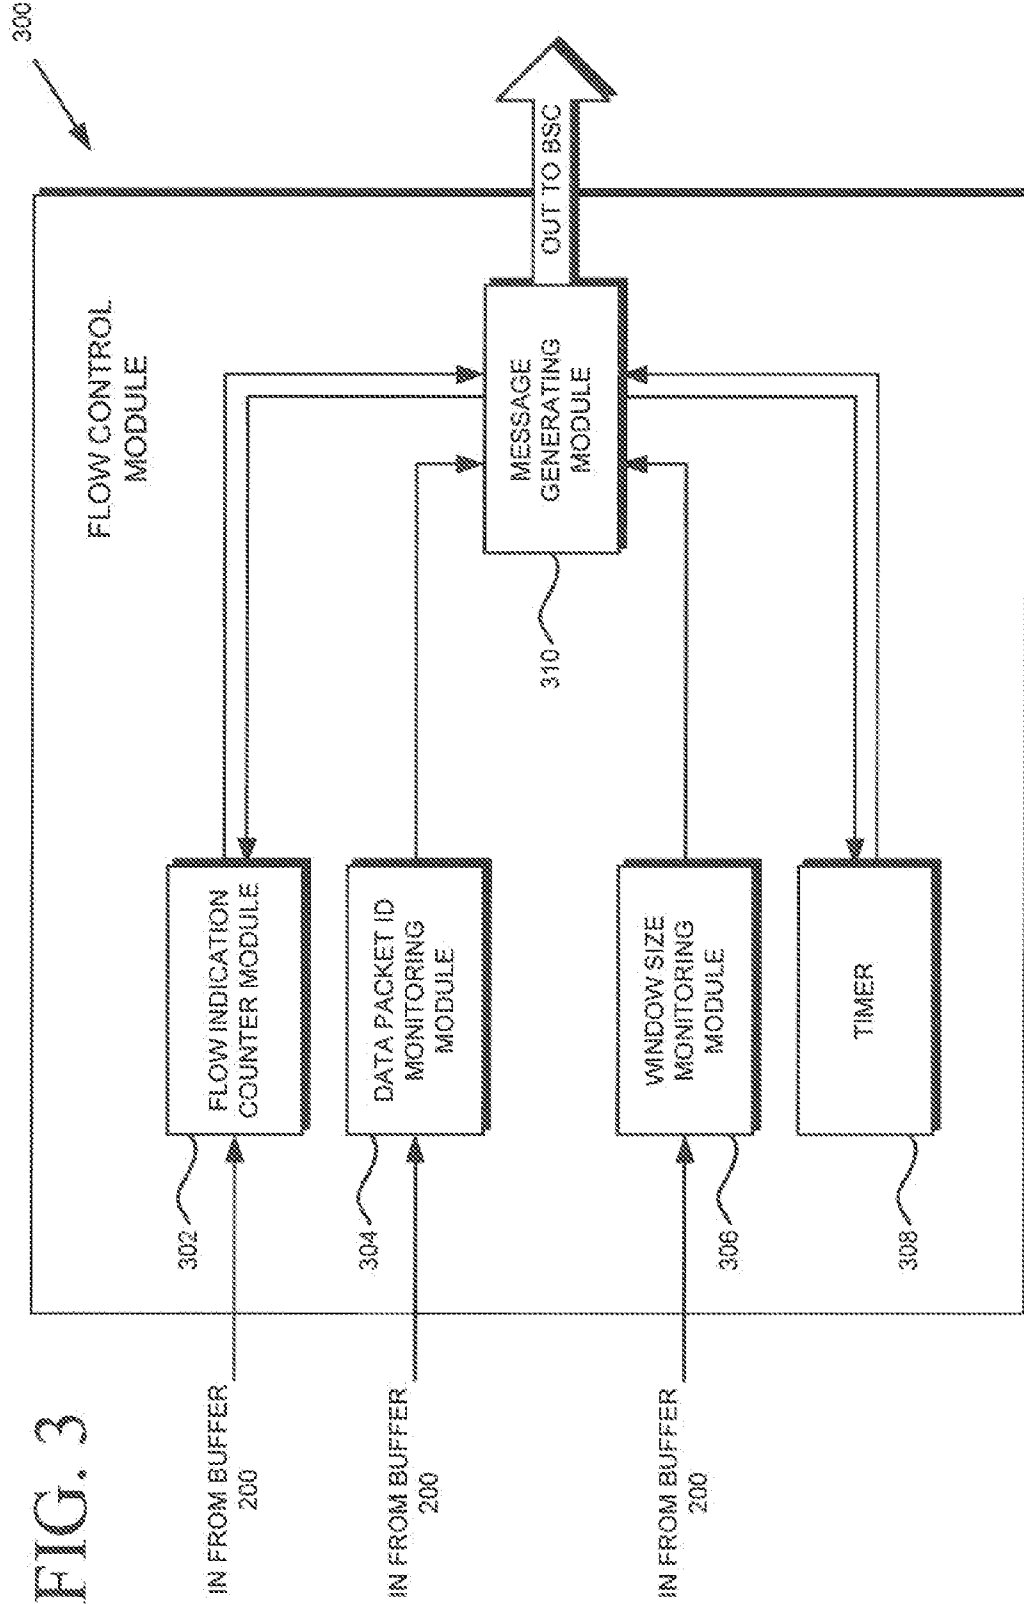 FIG. 3
300
FLOW CONTROL
MODULE
IN FROM BUFFER
200
302
FLOW INDICATION
COUNTER MODULE
IN FROM BUFFER
200
304
DATA PACKET ID
MONITORING
MODULE
310
MESSAGE
GENERATING
MODULE
OUT TO BSC
IN FROM BUFFER
200
306
WINDOW SIZE
MONITORING
MODULE
308
TIMER